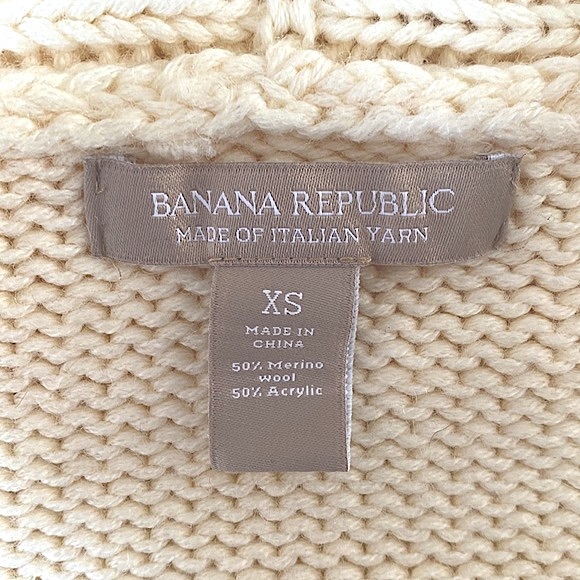 BANANA REPUBLIC
MADE OF ITALIAN YARN
XS
MADE IN
CHINA
50% Merino
wool
50% Acrylic